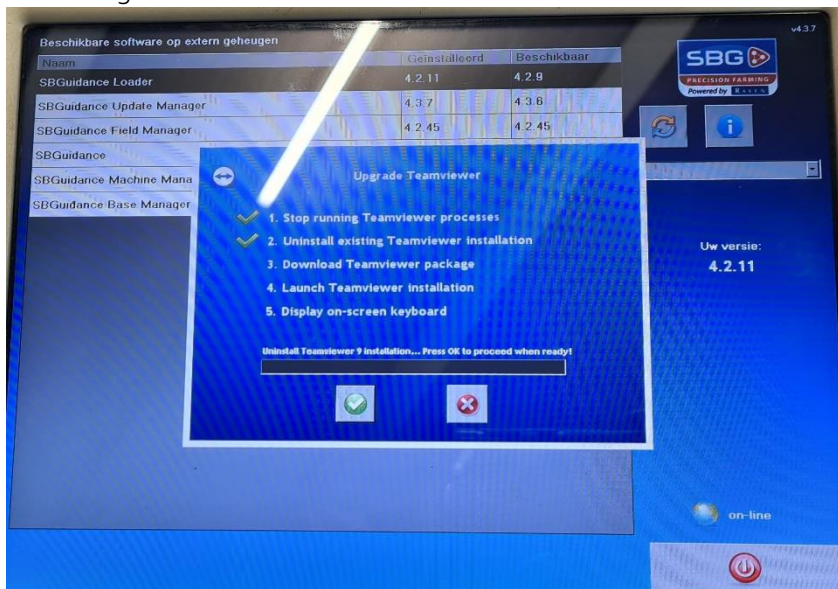 Beschikbare software op extern geheugen
v4.3.7
Naam Geïnstalleerd Beschikbaar
SBGuidance Loader 4.2.11 4.2.9
SBGuidance Update Manager 4.3.7 4.3.6
SBGuidance Field Manager 4.2.45 4.2.45
SBGuidance
SBGuidance Machine Mana
SBGuidance Base Manager
SBG
PRECISION FARMING
Powered by RAVEN
Upgrade Teamviewer
1. Stop running Teamviewer processes
2. Uninstall existing Teamviewer installation
3. Download Teamviewer package
4. Launch Teamviewer installation
5. Display on-screen keyboard
Uninstall Teamviewer 9 installation... Press OK to proceed when ready!
Uw versie:
4.2.11
on-line